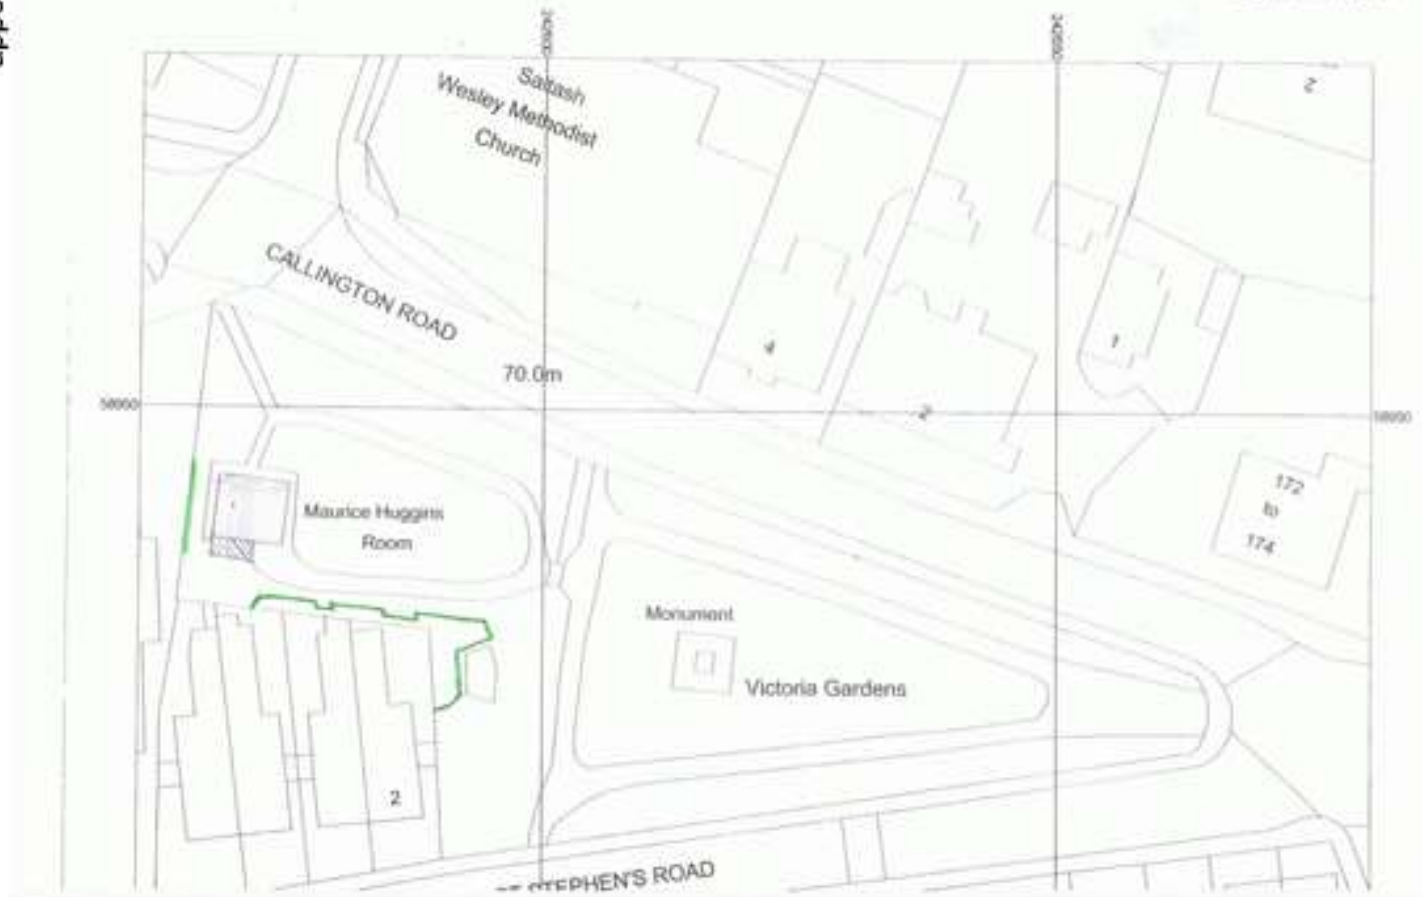 Saltash
Wesley Methodist
Church
2
CALLINGTON ROAD
70.0m
4
2
1
Maurice Huggins
Room
172
to
174
Monument
Victoria Gardens
2
STEPHEN'S ROAD